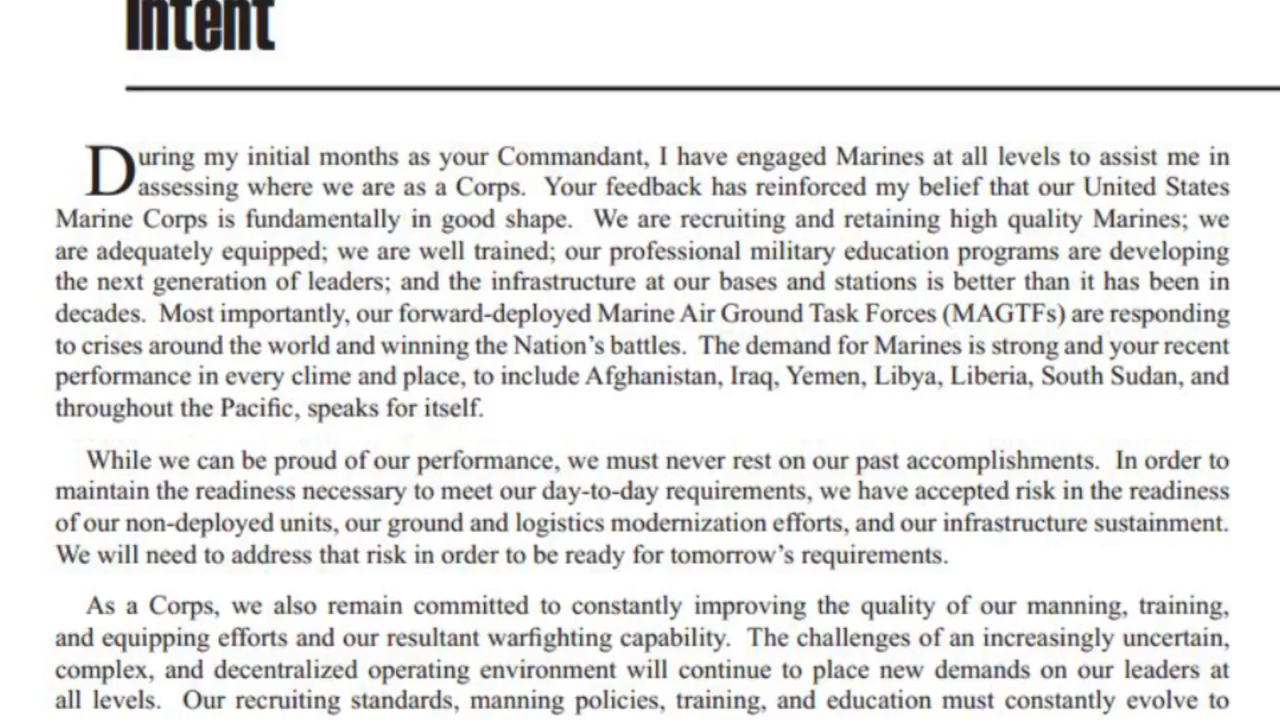 Intent
During my initial months as your Commandant, I have engaged Marines at all levels to assist me in
assessing where we are as a Corps. Your feedback has reinforced my belief that our United States
Marine Corps is fundamentally in good shape. We are recruiting and retaining high quality Marines; we
are adequately equipped; we are well trained; our professional military education programs are developing
the next generation of leaders; and the infrastructure at our bases and stations is better than it has been in
decades. Most importantly, our forward-deployed Marine Air Ground Task Forces (MAGTFs) are responding
to crises around the world and winning the Nation's battles. The demand for Marines is strong and your recent
performance in every clime and place, to include Afghanistan, Iraq, Yemen, Libya, Liberia, South Sudan, and
throughout the Pacific, speaks for itself.
While we can be proud of our performance, we must never rest on our past accomplishments. In order to
maintain the readiness necessary to meet our day-to-day requirements, we have accepted risk in the readiness
of our non-deployed units, our ground and logistics modernization efforts, and our infrastructure sustainment.
We will need to address that risk in order to be ready for tomorrow's requirements.
As a Corps, we also remain committed to constantly improving the quality of our manning, training,
and equipping efforts and our resultant warfighting capability. The challenges of an increasingly uncertain,
complex, and decentralized operating environment will continue to place new demands on our leaders at
all levels. Our recruiting standards, manning policies, training, and education must constantly evolve to